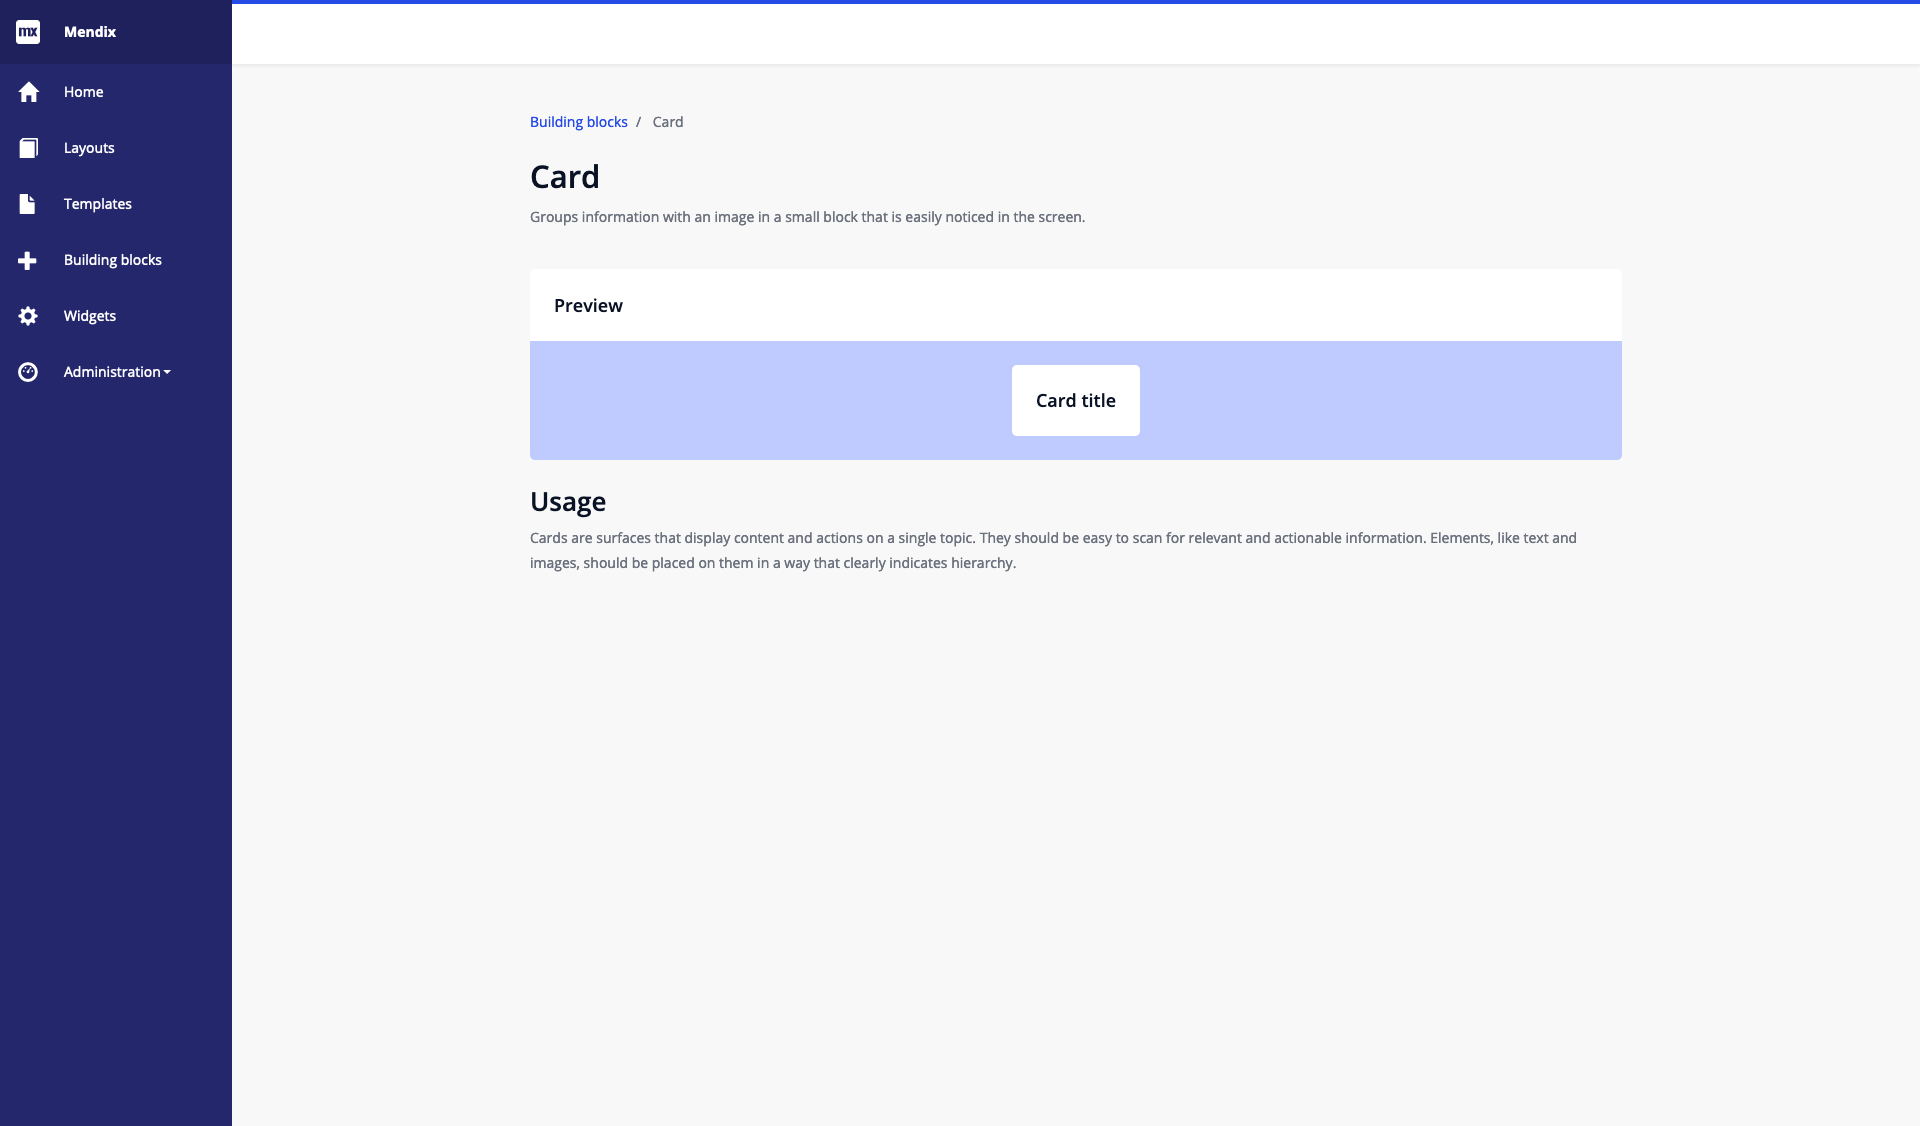 mx Mendix
Home
Layouts
Templates
Building blocks
Widgets
Administration
Building blocks / Card
Card
Groups information with an image in a small block that is easily noticed in the screen.
Preview
Card title
Usage
Cards are surfaces that display content and actions on a single topic. They should be easy to scan for relevant and actionable information. Elements, like text and
images, should be placed on them in a way that clearly indicates hierarchy.